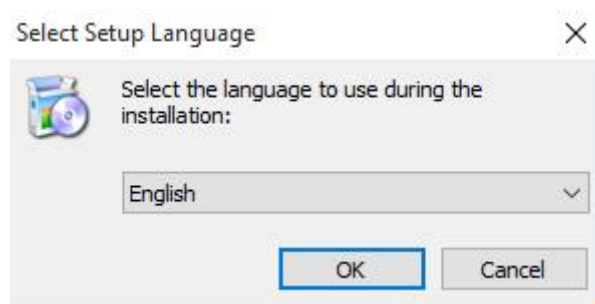 Select Setup Language
Select the language to use during the
installation:
English
OK
Cancel